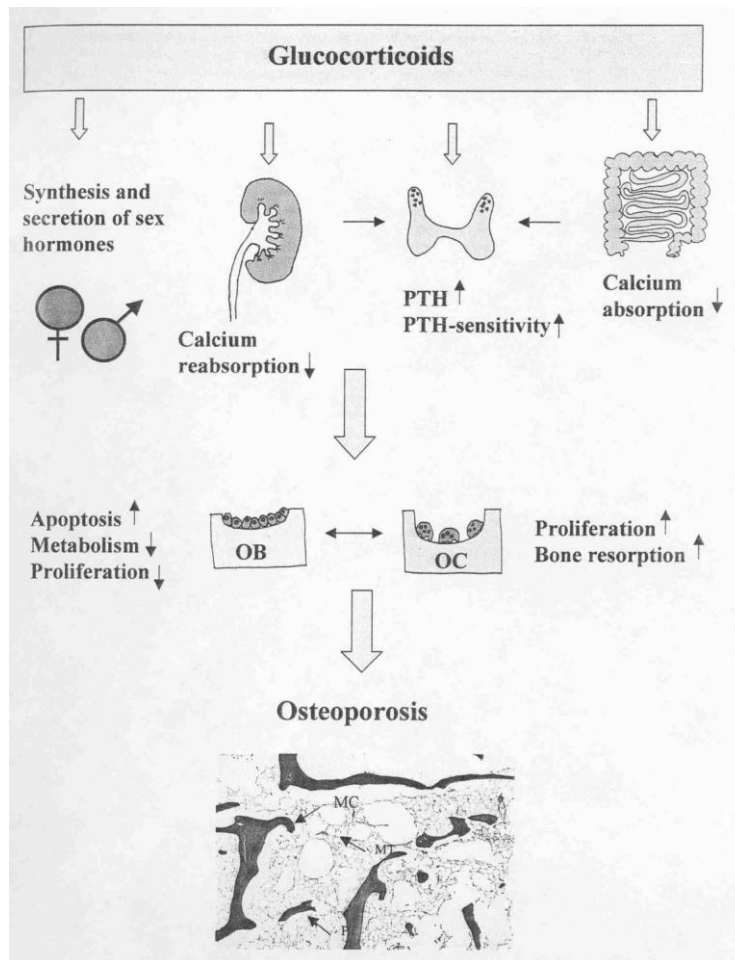 Glucocorticoids
Synthesis and
secretion of sex
hormones
Calcium
reabsorption ↓
PTH ↑
PTH-sensitivity ↑
Calcium
absorption ↓
Apoptosis ↑
Metabolism ↓
Proliferation ↓
OB
OC
Proliferation ↑
Bone resorption ↑
Osteoporosis
MC
MT